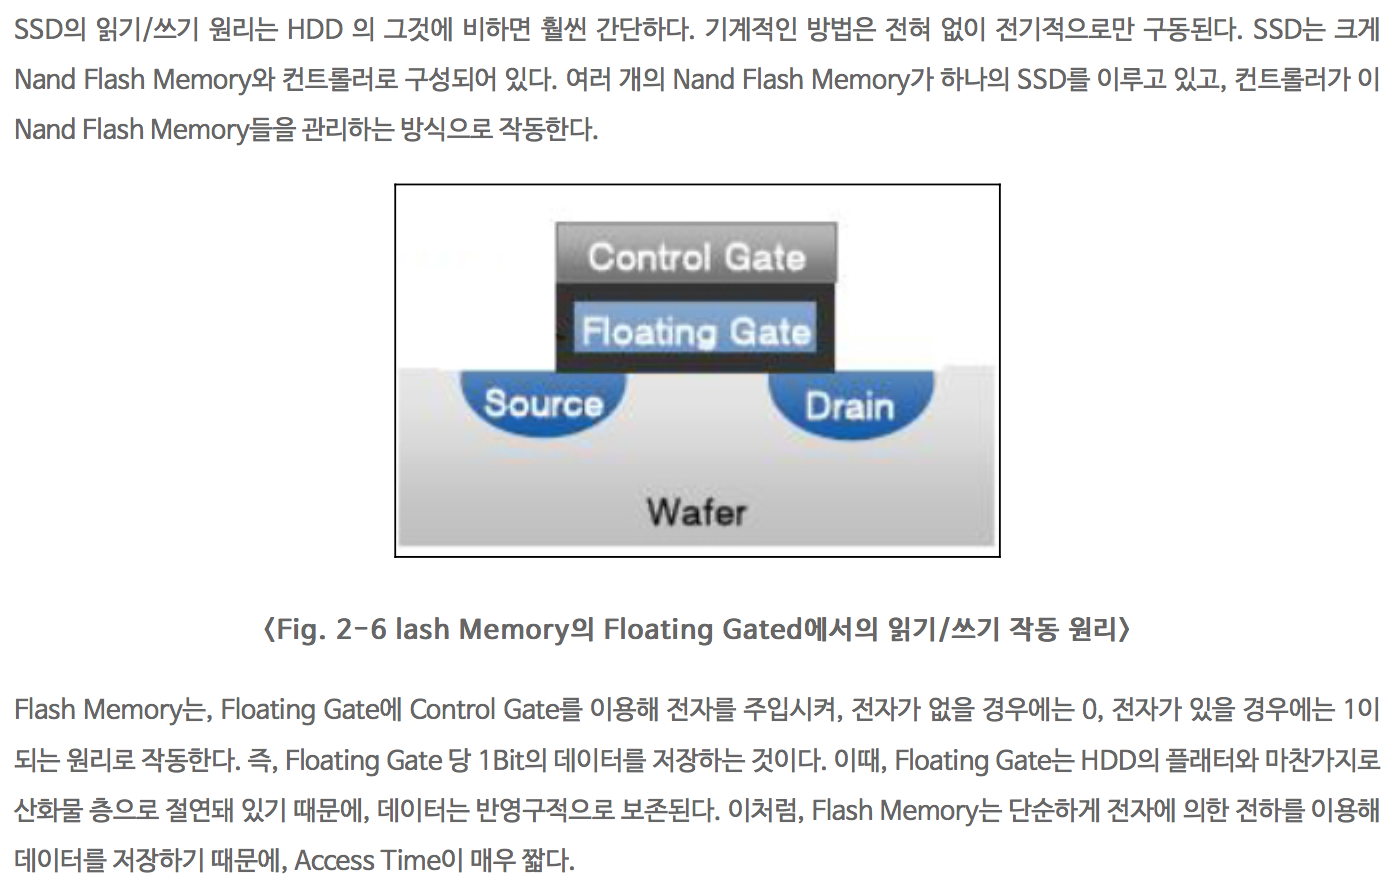 SSD의 읽기/쓰기 원리는 HDD 의 그것에 비하면 훨씬 간단하다. 기계적인 방법은 전혀 없이 전기적으로만 구동된다. SSD는 크게
Nand Flash Memory와 컨트롤러로 구성되어 있다. 여러 개의 Nand Flash Memory가 하나의 SSD를 이루고 있고, 컨트롤러가 이
Nand Flash Memory들을 관리하는 방식으로 작동한다.
Control Gate
Floating Gate
Source
Drain
Wafer
<Fig. 2-6 lash Memory의 Floating Gated에서의 읽기/쓰기 작동 원리>
Flash Memory는, Floating Gate에 Control Gate를 이용해 전자를 주입시켜, 전자가 없을 경우에는 0, 전자가 있을 경우에는 1이
되는 원리로 작동한다. 즉, Floating Gate 당 1Bit의 데이터를 저장하는 것이다. 이때, Floating Gate는 HDD의 플래터와 마찬가지로
산화물 층으로 절연돼 있기 때문에, 데이터는 반영구적으로 보존된다. 이처럼, Flash Memory는 단순하게 전자에 의한 전하를 이용해
데이터를 저장하기 때문에, Access Time이 매우 짧다.